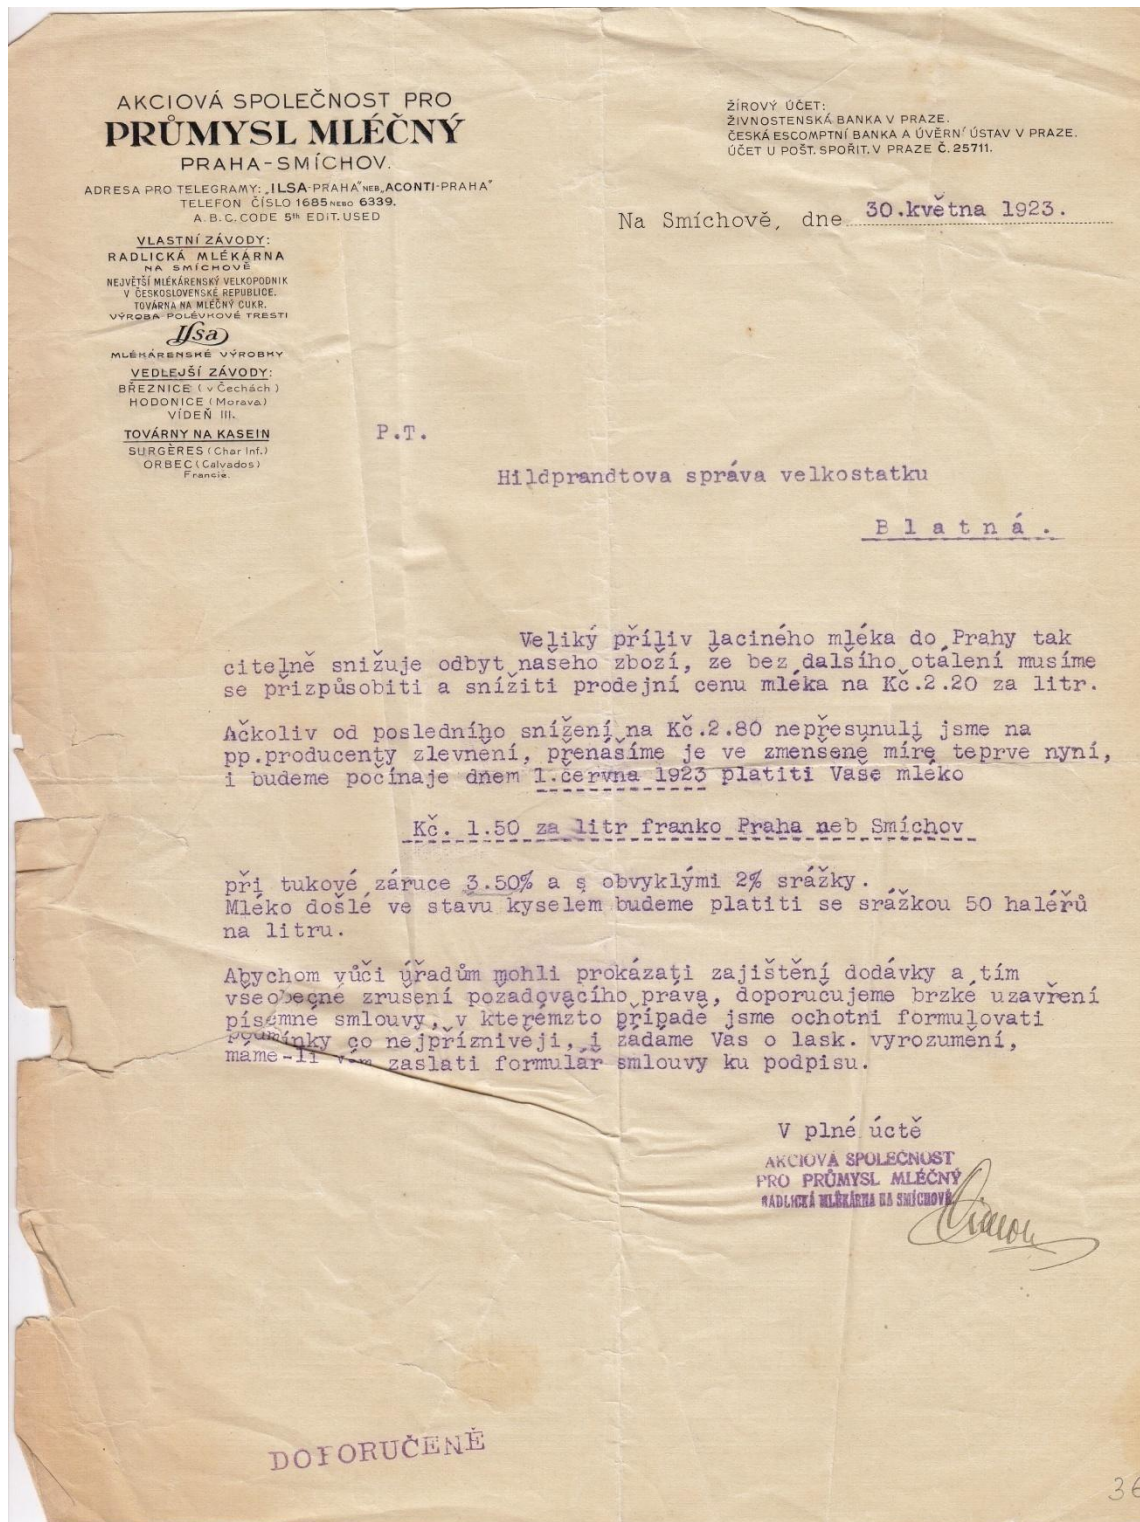 AKCIOVÁ SPOLEČNOST PRO
PRŮMYSL MLÉČNÝ
PRAHA-SMÍCHOV.
ADRESA PRO TELEGRAMY: „ILSA-PRAHA" NEB „ACONTI-PRAHA"
TELEFON ČÍSLO 1685 NEBO 6339.
A.B.C. CODE 5th EDIT. USED
VLASTNÍ ZÁVODY:
RADLICKÁ MLÉKÁRNA
NA SMÍCHOVĚ
NEJVĚTŠÍ MLÉKÁRENSKÝ VELKOPODNIK
V ČESKOSLOVENSKÉ REPUBLICE.
TOVÁRNA NA MLÉČNÝ CUKR.
VÝROBA POLÉVKOVÉ TRESTI
Ilsa
MLÉKÁRENSKÉ VÝROBKY
VEDLEJŠÍ ZÁVODY:
BŘEZNICE (v Čechách)
HODONICE (Morava)
VÍDEŇ III.
TOVÁRNY NA KASEIN
SURGÈRES (Char Inf.)
ORBEC (Calvados)
Francie.
ŽÍROVÝ ÚČET:
ŽIVNOSTENSKÁ BANKA V PRAZE.
ČESKÁ ESCOMPTNÍ BANKA A ÚVĚRNÍ ÚSTAV V PRAZE.
ÚČET U POŠT. SPOŘIT. V PRAZE Č. 25711.
Na Smíchově, dne 30.května 1923.
P.T.
Hildprandtova správa velkostatku
Blatná.
Veliký příliv laciného mléka do Prahy tak
citelně snižuje odbyt našeho zboží, že bez dalšího otálení musíme
se přizpůsobiti a snížiti prodejní cenu mléka na Kč.2.20 za litr.
Ačkoliv od posledního snížení na Kč.2.80 nepřesunuli jsme na
pp.producenty zlevnění, přenášíme je ve zmenšené míře teprve nyní,
i budeme počínaje dnem 1.června 1923 platiti Vaše mléko
Kč. 1.50 za litr franko Praha neb Smíchov
při tukové záruce 3.50% a s obvyklými 2% srážky.
Mléko došlé ve stavu kyselém budeme platiti se srážkou 50 haléřů
na litru.
Abychom vůči úřadům mohli prokázati zajištění dodávky a tím
všeobecné zrušení požadovacího práva, doporučujeme brzké uzavření
písemné smlouvy, v kterémžto případě jsme ochotni formulovati
podmínky co nejpříznivěji, i žádáme Vás o lask. vyrozumění,
máme-li Vám zaslati formulář smlouvy ku podpisu.
V plné úctě
AKCIOVÁ SPOLEČNOST
PRO PRŮMYSL MLÉČNÝ
RADLICKÁ MLÉKÁRNA NA SMÍCHOVĚ
DOPORUČENĚ
36